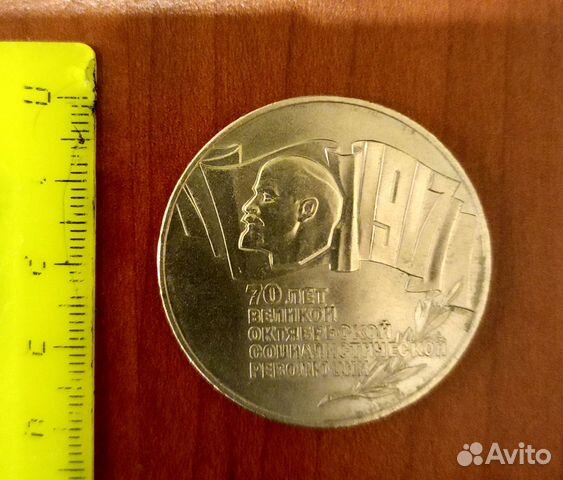 1917
70 ЛЕТ
ВЕЛИКОЙ
ОКТЯБРЬСКОЙ
СОЦИАЛИСТИЧЕСКОЙ
РЕВОЛЮЦИИ
Avito